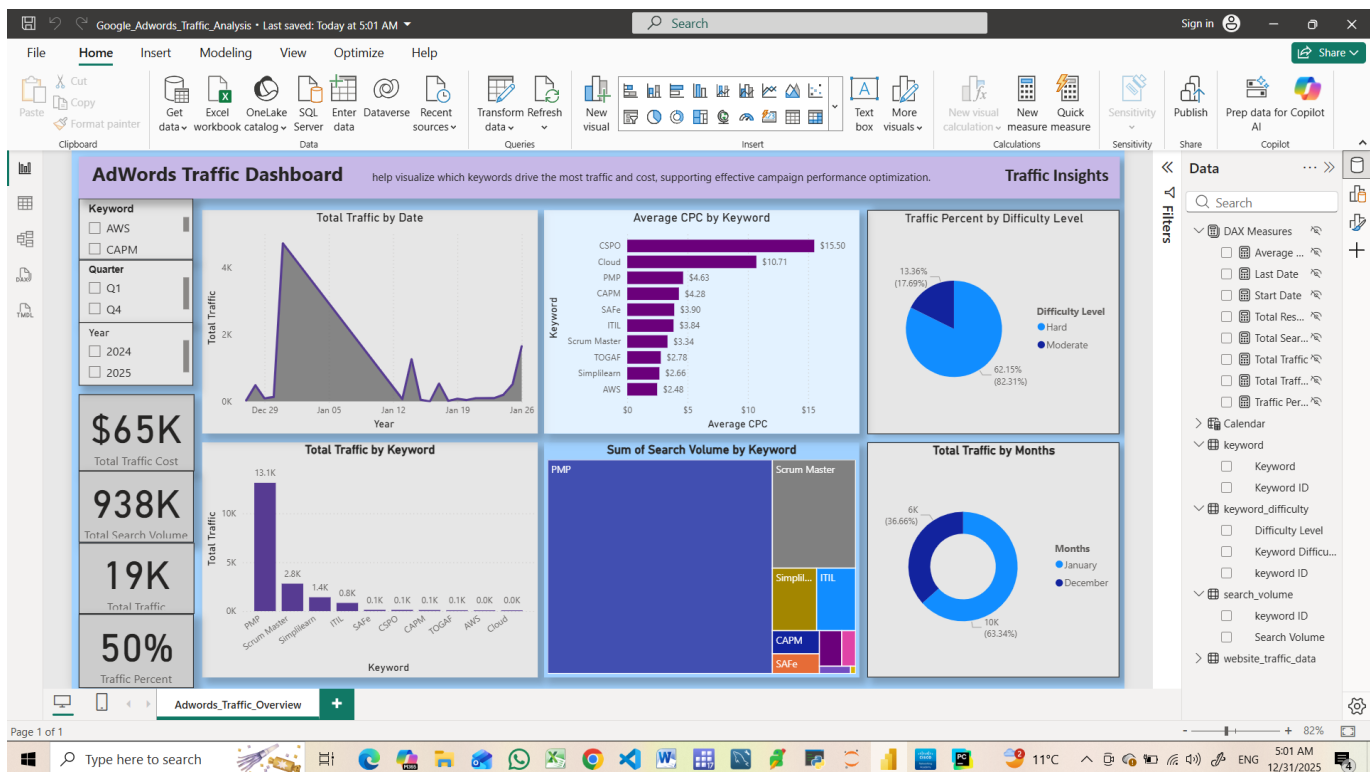 Google_Adwords_Traffic_Analysis • Last saved: Today at 5:01 AM
Search
Sign in
File Home Insert Modeling View Optimize Help
Share
Paste
Cut
Copy
Format painter
Clipboard
Get data
Excel workbook
OneLake catalog
SQL Server
Enter data
Dataverse
Recent sources
Data
Transform data
Refresh
Queries
New visual
Text box
More visuals
Insert
New visual calculation
New measure
Quick measure
Calculations
Sensitivity
Sensitivity
Publish
Share
Prep data for AI
Copilot
Copilot
AdWords Traffic Dashboard
help visualize which keywords drive the most traffic and cost, supporting effective campaign performance optimization.
Traffic Insights
Keyword
AWS
CAPM
Quarter
Q1
Q4
Year
2024
2025
$65K
Total Traffic Cost
938K
Total Search Volume
19K
Total Traffic
50%
Traffic Percent
Total Traffic by Date
Total Traffic
4K
2K
0K
Dec 29 Jan 05 Jan 12 Jan 19 Jan 26
Year
Average CPC by Keyword
Keyword
CSPO $15.50
Cloud $10.71
PMP $4.63
CAPM $4.28
SAFe $3.90
ITIL $3.84
Scrum Master $3.34
TOGAF $2.78
Simplilearn $2.66
AWS $2.48
$0 $5 $10 $15
Average CPC
Traffic Percent by Difficulty Level
13.36%
(17.69%)
62.15%
(82.31%)
Difficulty Level
Hard
Moderate
Total Traffic by Keyword
Total Traffic
10K
5K
0K
13.1K 2.8K 1.4K 0.8K 0.1K 0.1K 0.1K 0.1K 0.0K 0.0K
PMP Scrum Master Simplilearn ITIL SAFe CSPO CAPM TOGAF AWS Cloud
Keyword
Sum of Search Volume by Keyword
PMP
Scrum Master
Simplil...
ITIL
CAPM
SAFe
Total Traffic by Months
6K
(36.66%)
10K
(63.34%)
Months
January
December
Filters
Data
Search
DAX Measures
Average ...
Last Date
Start Date
Total Res...
Total Sear...
Total Traffic
Total Traff...
Traffic Per...
Calendar
keyword
Keyword
Keyword ID
keyword_difficulty
Difficulty Level
Keyword Difficu...
keyword ID
search_volume
keyword ID
Search Volume
website_traffic_data
Adwords_Traffic_Overview
Page 1 of 1
82%
Type here to search
11°C
ENG
5:01 AM
12/31/2025